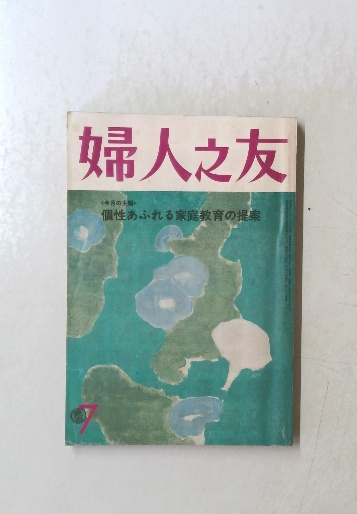 婦人之友
<今月の主題>
個性あふれる家庭教育の提案
7